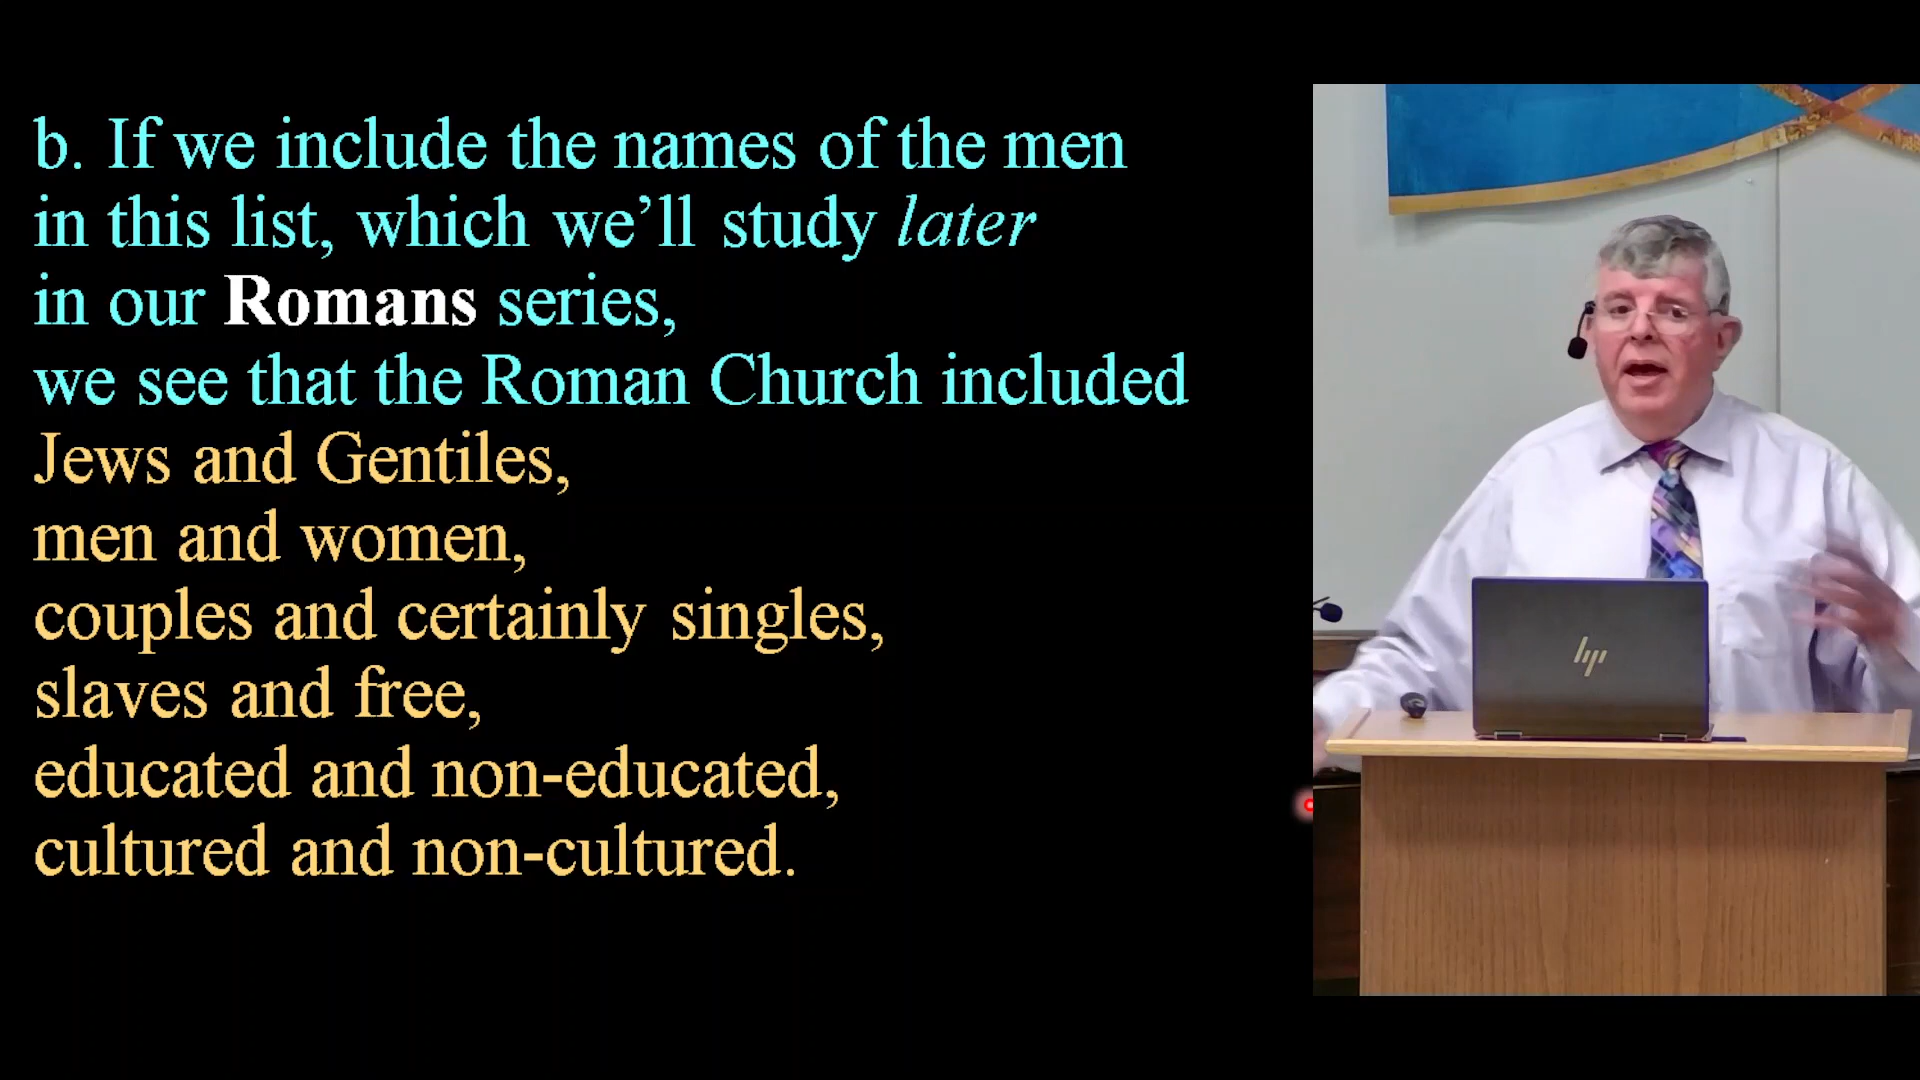 b. If we include the names of the men
in this list, which we’ll study later
in our Romans series,
we see that the Roman Church included
Jews and Gentiles,
men and women,
couples and certainly singles,
slaves and free,
educated and non-educated,
cultured and non-cultured.
hp